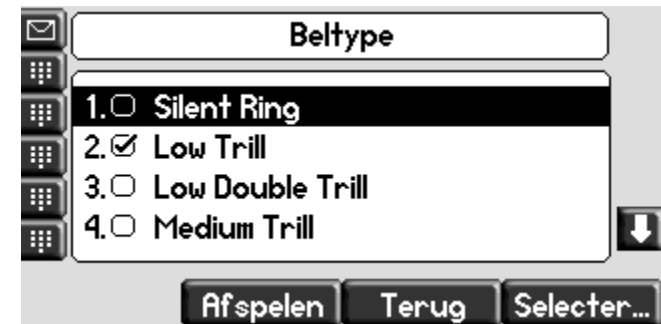 Beltype
1. Silent Ring
2. Low Trill
3. Low Double Trill
4. Medium Trill
Afspelen Terug Selecter...